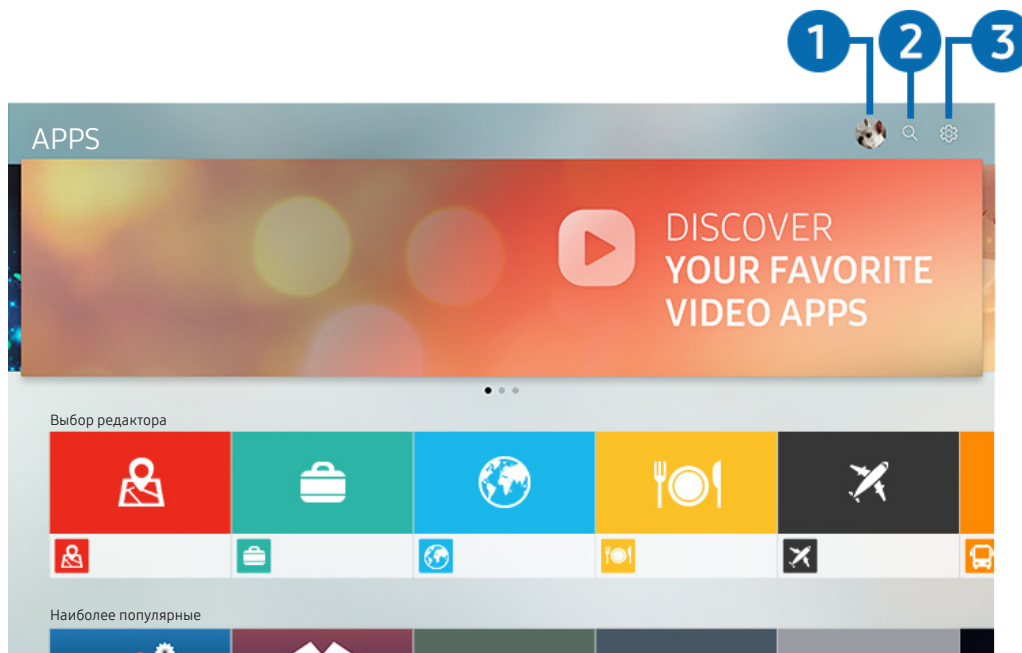 1 2 3
APPS
DISCOVER
YOUR FAVORITE
VIDEO APPS
Выбор редактора
Наиболее популярные